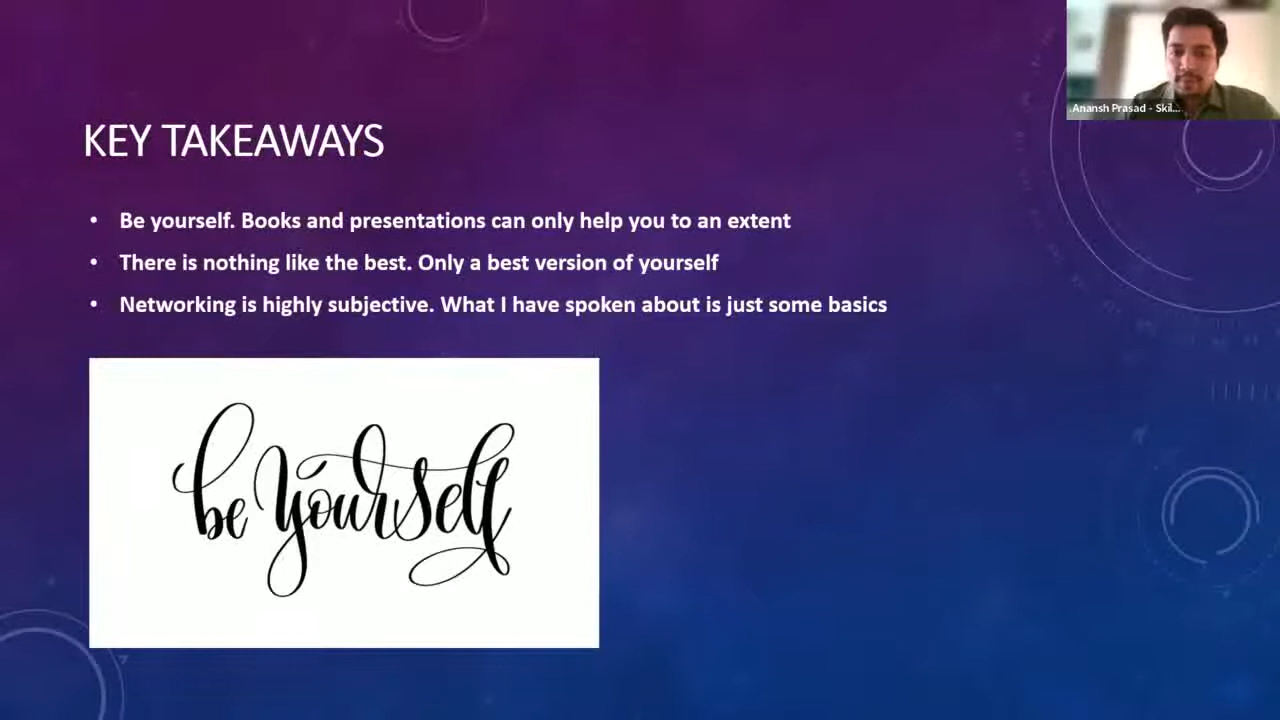 Anansh Prasad - Skil...
KEY TAKEAWAYS
• Be yourself. Books and presentations can only help you to an extent
• There is nothing like the best. Only a best version of yourself
• Networking is highly subjective. What I have spoken about is just some basics
be yourself